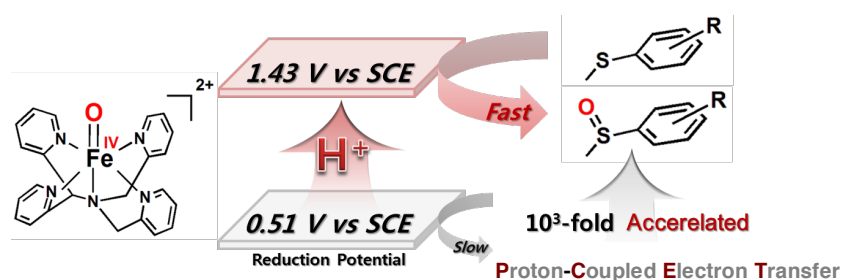 2+
O
IV
N
N
Fe
N
N
N
1.43 V vs SCE
H+
0.51 V vs SCE
Reduction Potential
Fast
Slow
R
S
O
R
S
10³-fold Accerelated
Proton-Coupled Electron Transfer